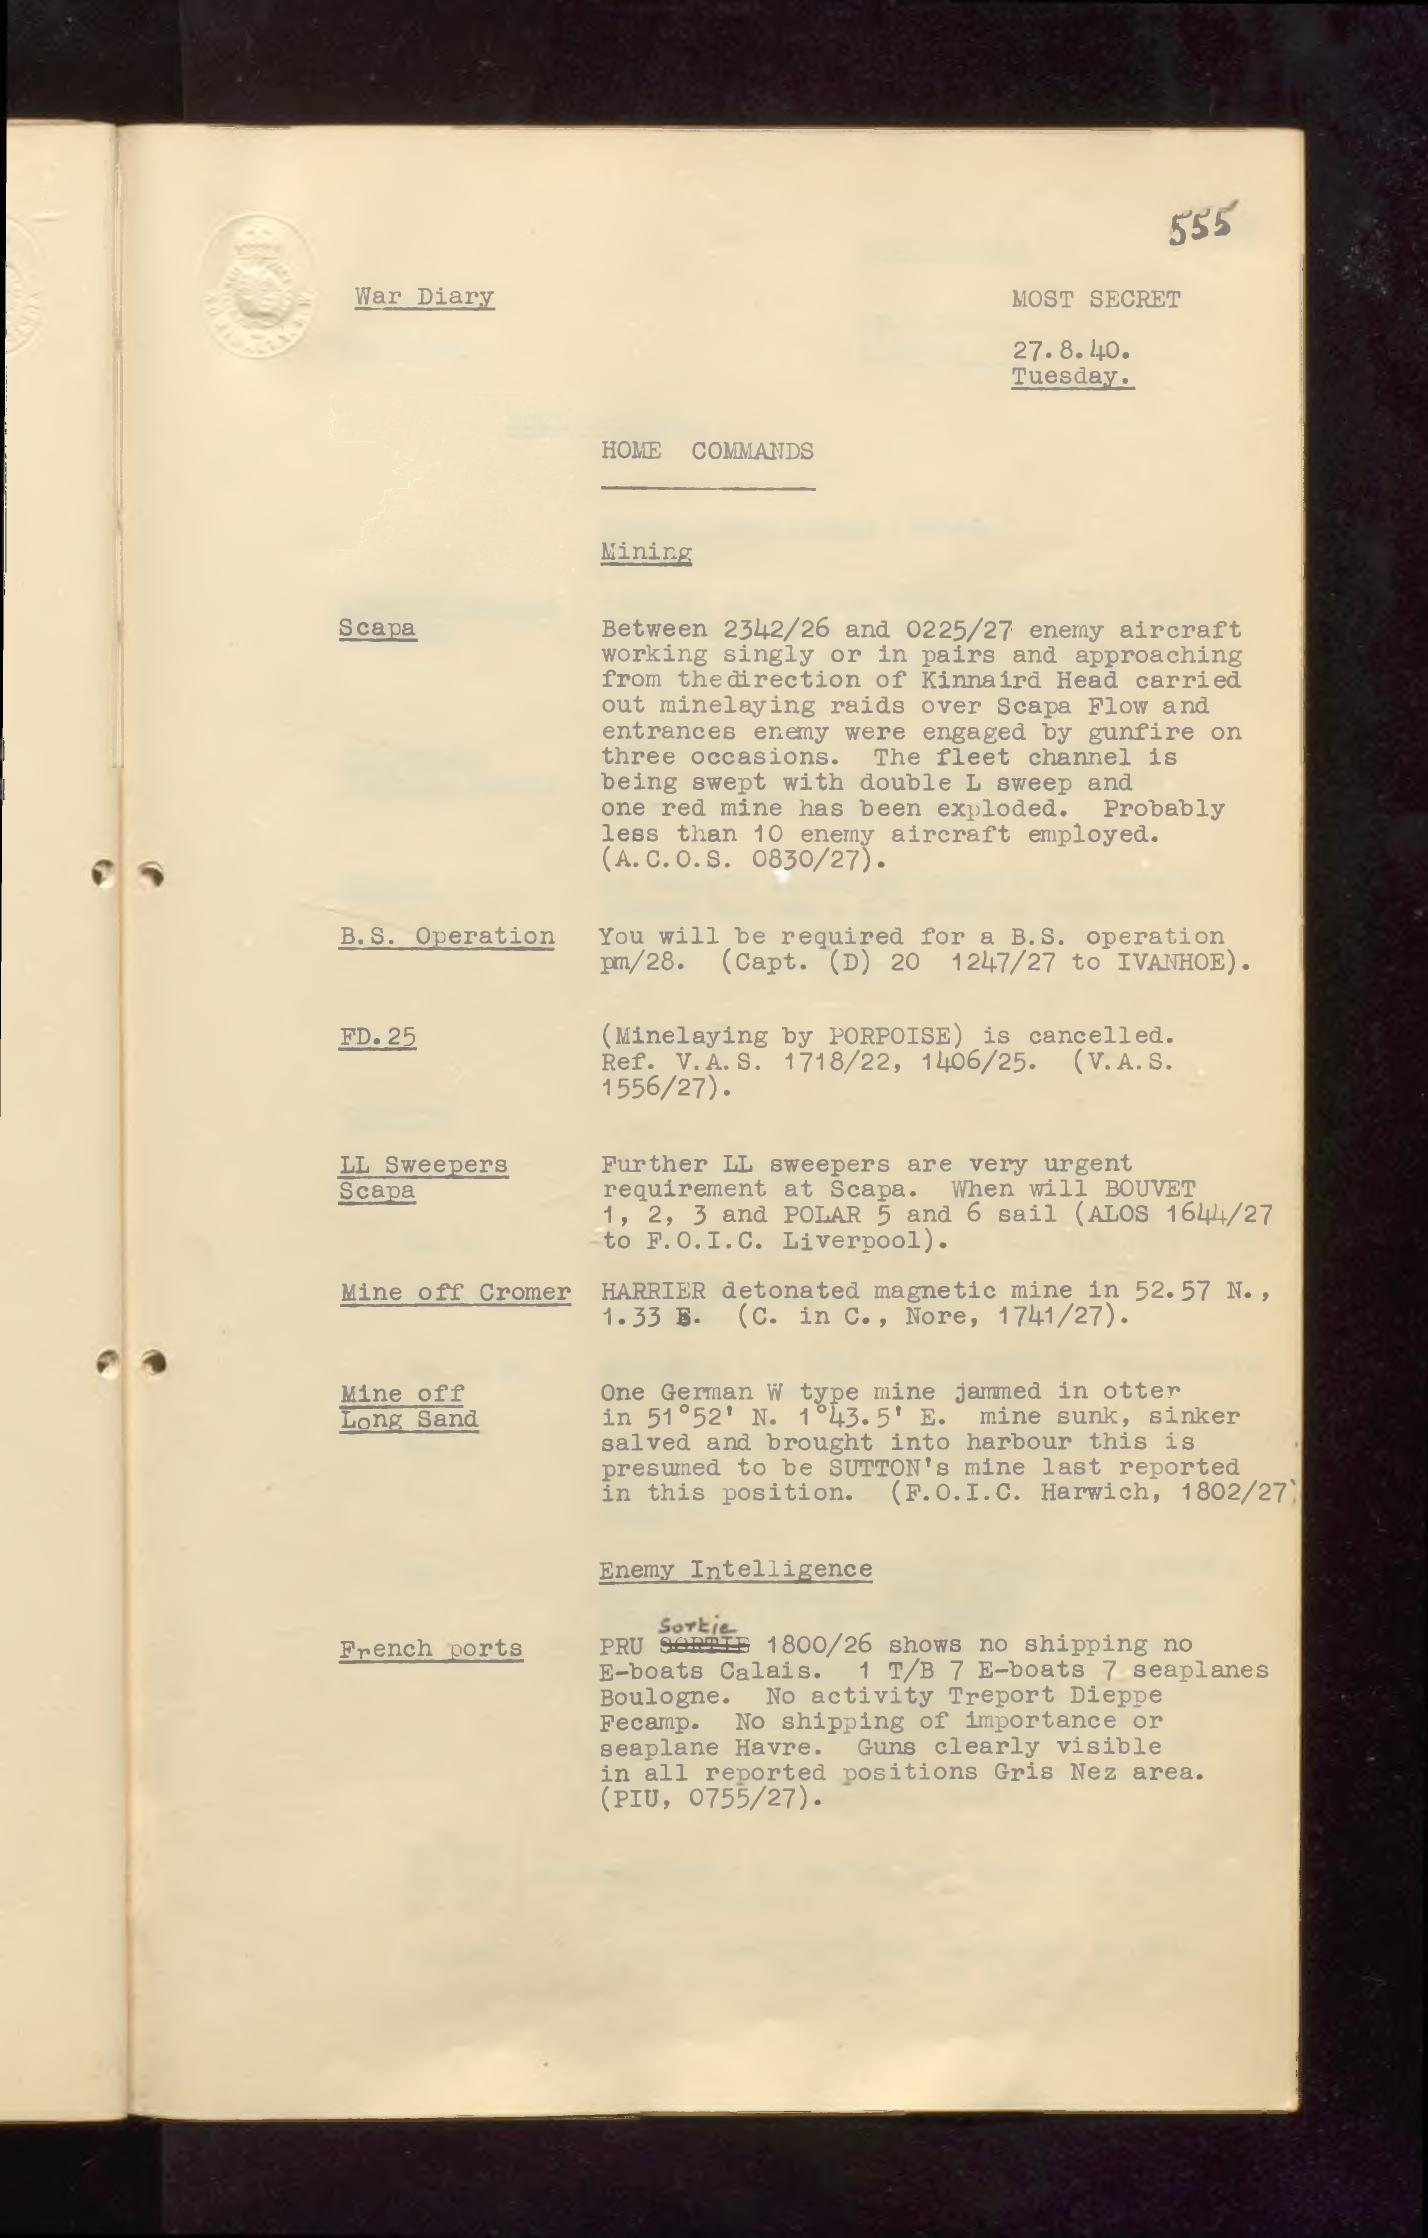 555
War Diary
MOST SECRET
27.8.40.
Tuesday.
HOME COMMANDS
Mining
Scapa
Between 2342/26 and 0225/27 enemy aircraft
working singly or in pairs and approaching
from thedirection of Kinnaird Head carried
out minelaying raids over Scapa Flow and
entrances enemy were engaged by gunfire on
three occasions. The fleet channel is
being swept with double L sweep and
one red mine has been exploded. Probably
less than 10 enemy aircraft employed.
(A.C.O.S. 0830/27).
B.S. Operation
You will be required for a B.S. operation
pm/28. (Capt. (D) 20 1247/27 to IVANHOE).
FD.25
(Minelaying by PORPOISE) is cancelled.
Ref. V.A.S. 1718/22, 1406/25. (V.A.S.
1556/27).
LL Sweepers
Scapa
Further LL sweepers are very urgent
requirement at Scapa. When will BOUVET
1, 2, 3 and POLAR 5 and 6 sail (ALOS 1644/27
to F.O.I.C. Liverpool).
Mine off Cromer
HARRIER detonated magnetic mine in 52.57 N.,
1.33 E. (C. in C., Nore, 1741/27).
Mine off
Long Sand
One German W type mine jammed in otter
in 51°52' N. 1°43.5' E. mine sunk, sinker
salved and brought into harbour this is
presumed to be SUTTON's mine last reported
in this position. (F.O.I.C. Harwich, 1802/27)
Enemy Intelligence
French ports
Sortie
PRU SORTIE 1800/26 shows no shipping no
E-boats Calais. 1 T/B 7 E-boats 7 seaplanes
Boulogne. No activity Treport Dieppe
Fecamp. No shipping of importance or
seaplane Havre. Guns clearly visible
in all reported positions Gris Nez area.
(PIU, 0755/27).